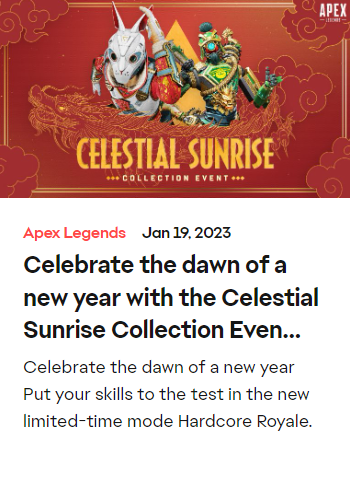 APEX
LEGENDS
CELESTIAL SUNRISE
COLLECTION EVENT
Apex Legends Jan 19, 2023
Celebrate the dawn of a
new year with the Celestial
Sunrise Collection Even...
Celebrate the dawn of a new year
Put your skills to the test in the new
limited-time mode Hardcore Royale.